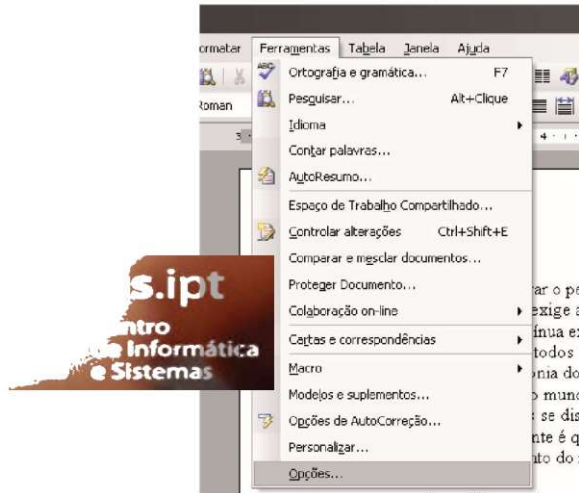 ormatar Ferramentas Tabela Janela Ajuda
Roman
Ortografia e gramática... F7
Pesquisar... Alt+Clique
Idioma
Contar palavras...
AutoResumo...
Espaço de Trabalho Compartilhado...
Controlar alterações Ctrl+Shift+E
Comparar e mesclar documentos...
Proteger Documento...
Colaboração on-line
Cartas e correspondências
Macro
Modelos e suplementos...
Opções de AutoCorreção...
Personalizar...
Opções...
3
4
ar o pe
exige a
ínua ex
todos
nia do
mund
se dis
nte é q
to do
s.ipt
ntro
e Informática
e Sistemas